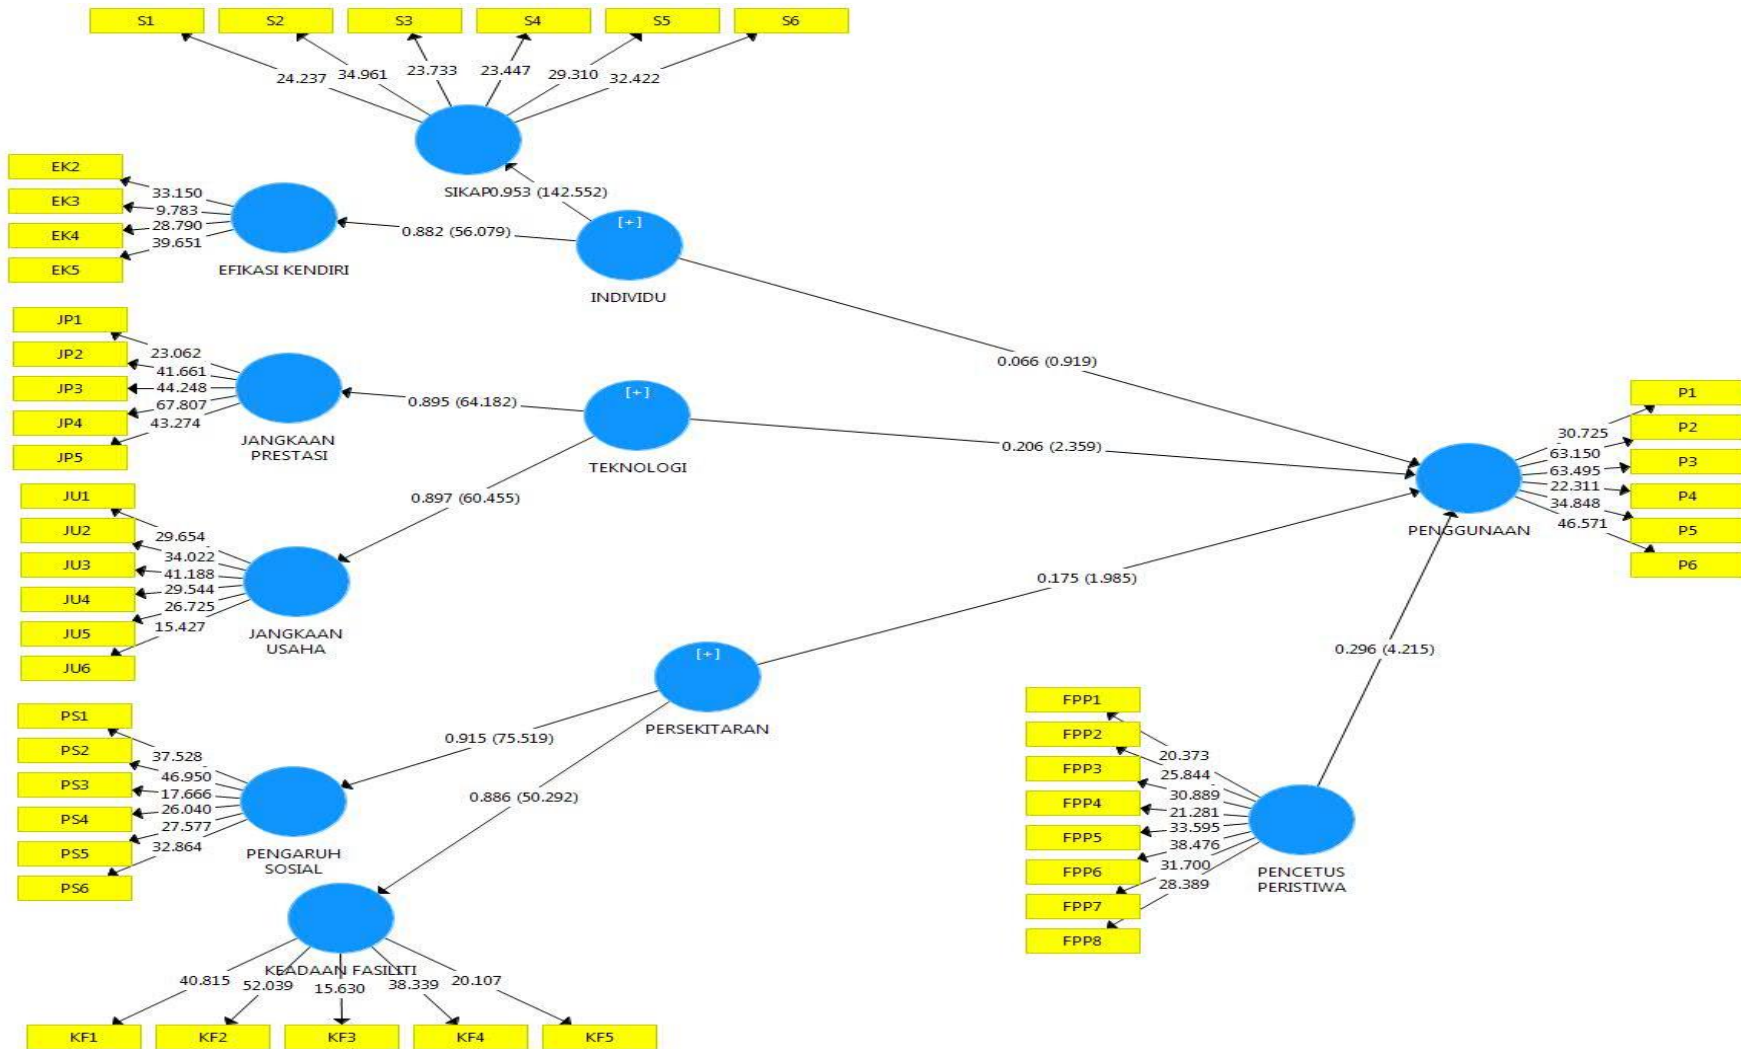 S1
S2
S3
S4
S5
S6
24.237
34.961
23.733
23.447
29.310
32.422
SIKAP
0.953 (142.552)
EK2
EK3
EK4
EK5
33.150
9.783
28.790
39.651
EFIKASI KENDIRI
0.882 (56.079)
[+]
INDIVIDU
0.066 (0.919)
JP1
JP2
JP3
JP4
JP5
23.062
41.661
44.248
67.807
43.274
JANGKAAN
PRESTASI
0.895 (64.182)
[+]
TEKNOLOGI
0.206 (2.359)
0.897 (60.455)
JU1
JU2
JU3
JU4
JU5
JU6
29.654
34.022
41.188
29.544
26.725
15.427
JANGKAAN
USAHA
PENGGUNAAN
30.725
63.150
63.495
22.311
34.848
46.571
P1
P2
P3
P4
P5
P6
0.175 (1.985)
[+]
PERSEKITARAN
0.296 (4.215)
0.915 (75.519)
0.886 (50.292)
PS1
PS2
PS3
PS4
PS5
PS6
37.528
46.950
17.666
26.040
27.577
32.864
PENGARUH
SOSIAL
FPP1
FPP2
FPP3
FPP4
FPP5
FPP6
FPP7
FPP8
20.373
25.844
30.889
21.281
33.595
38.476
31.700
28.389
PENCETUS
PERISTIWA
KEADAAN FASILITI
40.815
52.039
15.630
38.339
20.107
KF1
KF2
KF3
KF4
KF5